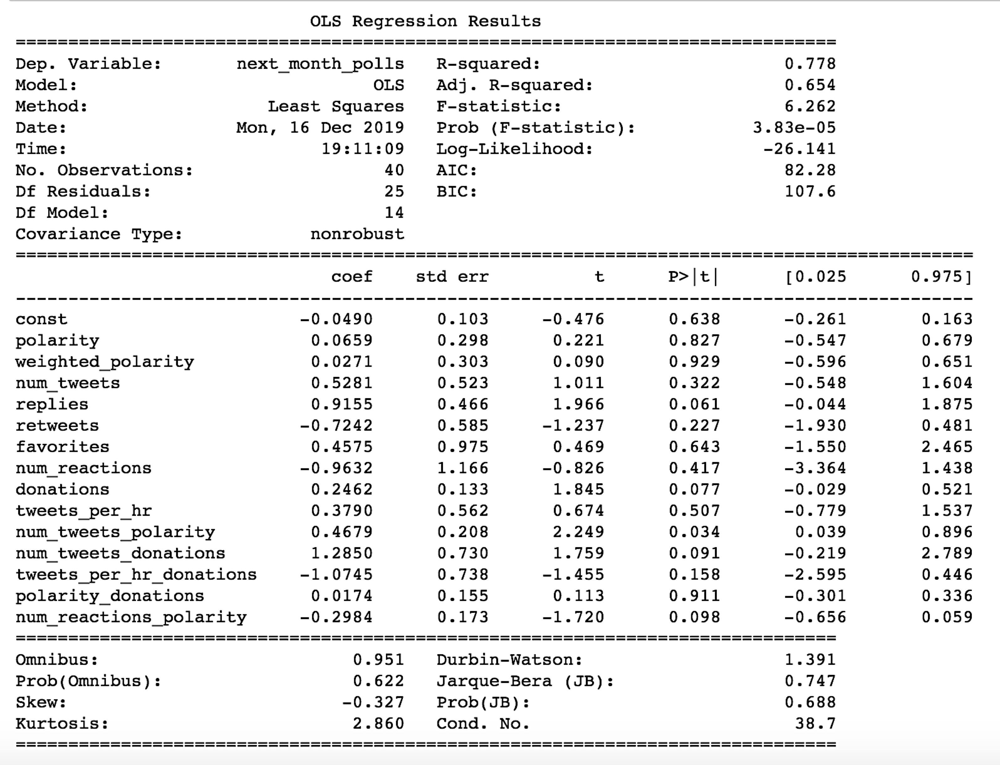 OLS Regression Results
==============================================================================
Dep. Variable: next_month_polls R-squared: 0.778
Model: OLS Adj. R-squared: 0.654
Method: Least Squares F-statistic: 6.262
Date: Mon, 16 Dec 2019 Prob (F-statistic): 3.83e-05
Time: 19:11:09 Log-Likelihood: -26.141
No. Observations: 40 AIC: 82.28
Df Residuals: 25 BIC: 107.6
Df Model: 14
Covariance Type: nonrobust
===========================================================================================
coef std err t P>|t| [0.025 0.975]
-------------------------------------------------------------------------------------------
const -0.0490 0.103 -0.476 0.638 -0.261 0.163
polarity 0.0659 0.298 0.221 0.827 -0.547 0.679
weighted_polarity 0.0271 0.303 0.090 0.929 -0.596 0.651
num_tweets 0.5281 0.523 1.011 0.322 -0.548 1.604
replies 0.9155 0.466 1.966 0.061 -0.044 1.875
retweets -0.7242 0.585 -1.237 0.227 -1.930 0.481
favorites 0.4575 0.975 0.469 0.643 -1.550 2.465
num_reactions -0.9632 1.166 -0.826 0.417 -3.364 1.438
donations 0.2462 0.133 1.845 0.077 -0.029 0.521
tweets_per_hr 0.3790 0.562 0.674 0.507 -0.779 1.537
num_tweets_polarity 0.4679 0.208 2.249 0.034 0.039 0.896
num_tweets_donations 1.2850 0.730 1.759 0.091 -0.219 2.789
tweets_per_hr_donations -1.0745 0.738 -1.455 0.158 -2.595 0.446
polarity_donations 0.0174 0.155 0.113 0.911 -0.301 0.336
num_reactions_polarity -0.2984 0.173 -1.720 0.098 -0.656 0.059
==============================================================================
Omnibus: 0.951 Durbin-Watson: 1.391
Prob(Omnibus): 0.622 Jarque-Bera (JB): 0.747
Skew: -0.327 Prob(JB): 0.688
Kurtosis: 2.860 Cond. No. 38.7
==============================================================================